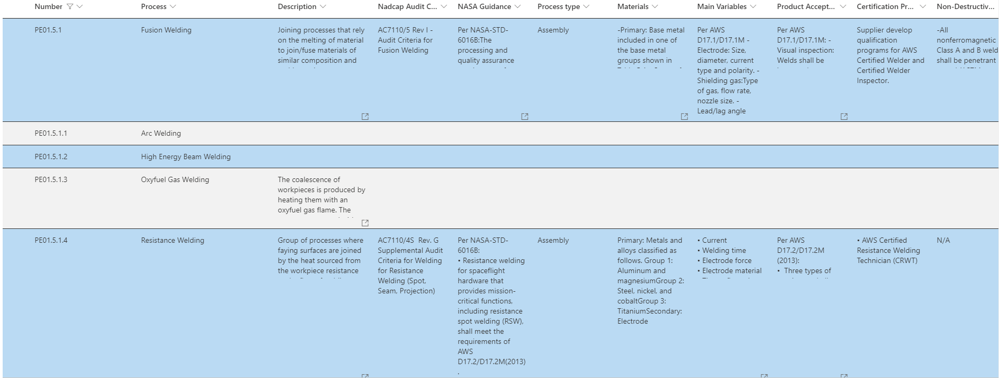 Number
Process
Description
Nadcap Audit C...
NASA Guidance
Process type
Materials
Main Variables
Product Accept...
Certification Pr...
Non-Destructiv...
PE01.5.1
Fusion Welding
Joining processes that rely
on the melting of material
to join/fuse materials of
similar composition and
AC7110/5 Rev I -
Audit Criteria for
Fusion Welding
Per NASA-STD-
6016B:The
processing and
quality assurance
Assembly
-Primary: Base metal
included in one of
the base metal
groups shown in
Per AWS
D17.1/D17.1M -
Electrode: Size,
diameter, current
type and polarity. -
Shielding gas:Type
of gas, flow rate,
nozzle size. -
Lead/lag angle
Per AWS
D17.1/D17.1M: -
Visual inspection:
Welds shall be
Supplier develop
qualification
programs for AWS
Certified Welder and
Certified Welder
Inspector.
-All
nonferromagnetic
Class A and B weld
shall be penetrant
PE01.5.1.1
Arc Welding
PE01.5.1.2
High Energy Beam Welding
PE01.5.1.3
Oxyfuel Gas Welding
The coalescence of
workpieces is produced by
heating them with an
oxyfuel gas flame. The
PE01.5.1.4
Resistance Welding
Group of processes where
faying surfaces are joined
by the heat sourced from
the workpiece resistance
AC7110/4S  Rev. G
Supplemental Audit
Criteria for Welding
for Resistance
Welding (Spot,
Seam, Projection)
Per NASA-STD-
6016B:
• Resistance welding
for spaceflight
hardware that
provides mission-
critical functions,
including resistance
spot welding (RSW),
shall meet the
requirements of
AWS
D17.2/D17.2M(2013)
.
Assembly
Primary: Metals and
alloys classified as
follows. Group 1:
Aluminum and
magnesiumGroup 2:
Steel, nickel, and
cobaltGroup 3:
TitaniumSecondary:
Electrode
• Current
• Welding time
• Electrode force
• Electrode material
Per AWS
D17.2/D17.2M
(2013):
•  Three types of
• AWS Certified
Resistance Welding
Technician (CRWT)
N/A